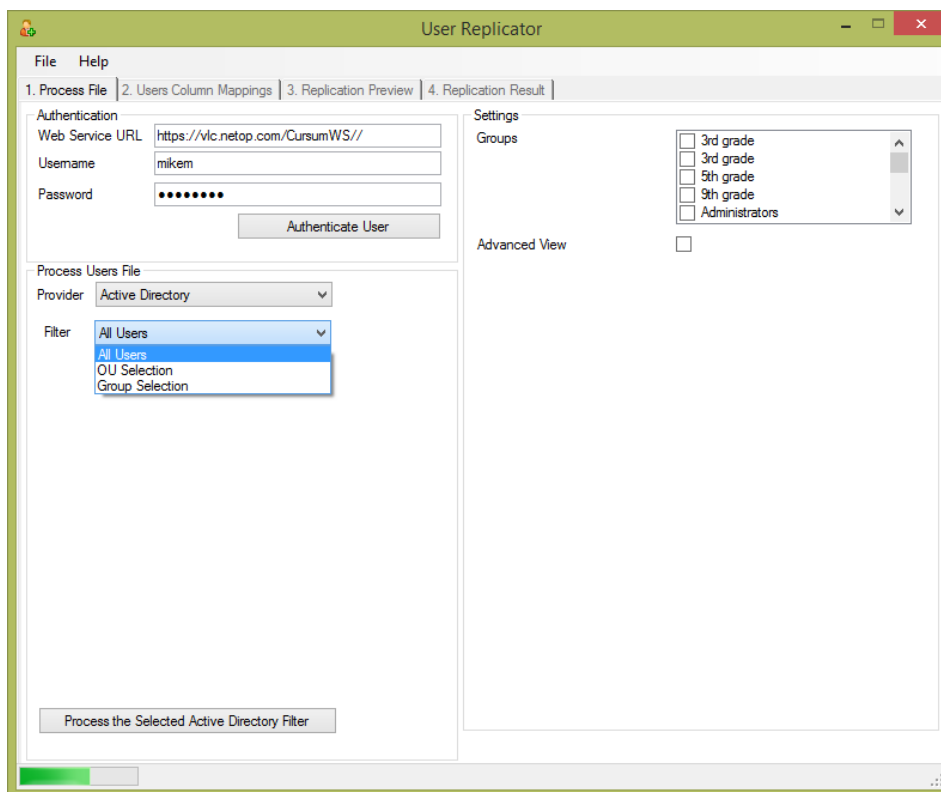 User Replicator
File Help
1. Process File 2. Users Column Mappings 3. Replication Preview 4. Replication Result
Authentication
Web Service URL https://vlc.netop.com/CursumWS//
Username mikem
Password ••••••••
Authenticate User
Process Users File
Provider Active Directory
Filter All Users
All Users
OU Selection
Group Selection
Process the Selected Active Directory Filter
Settings
Groups
3rd grade
3rd grade
5th grade
9th grade
Administrators
Advanced View